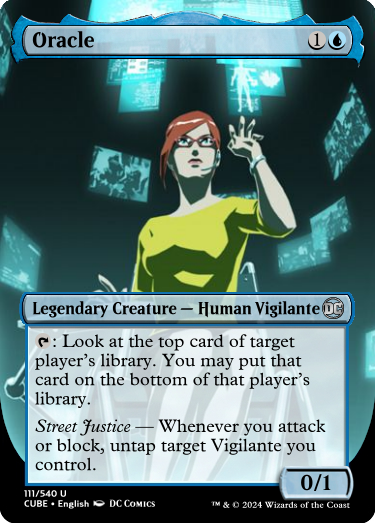 Oracle 1
Legendary Creature — Human Vigilante DC
: Look at the top card of target
player's library. You may put that
card on the bottom of that player's
library.
Street Justice — Whenever you attack
or block, untap target Vigilante you
control.
0/1
111/540 U
CUBE • English DC COMICS
™ & © 2024 Wizards of the Coast